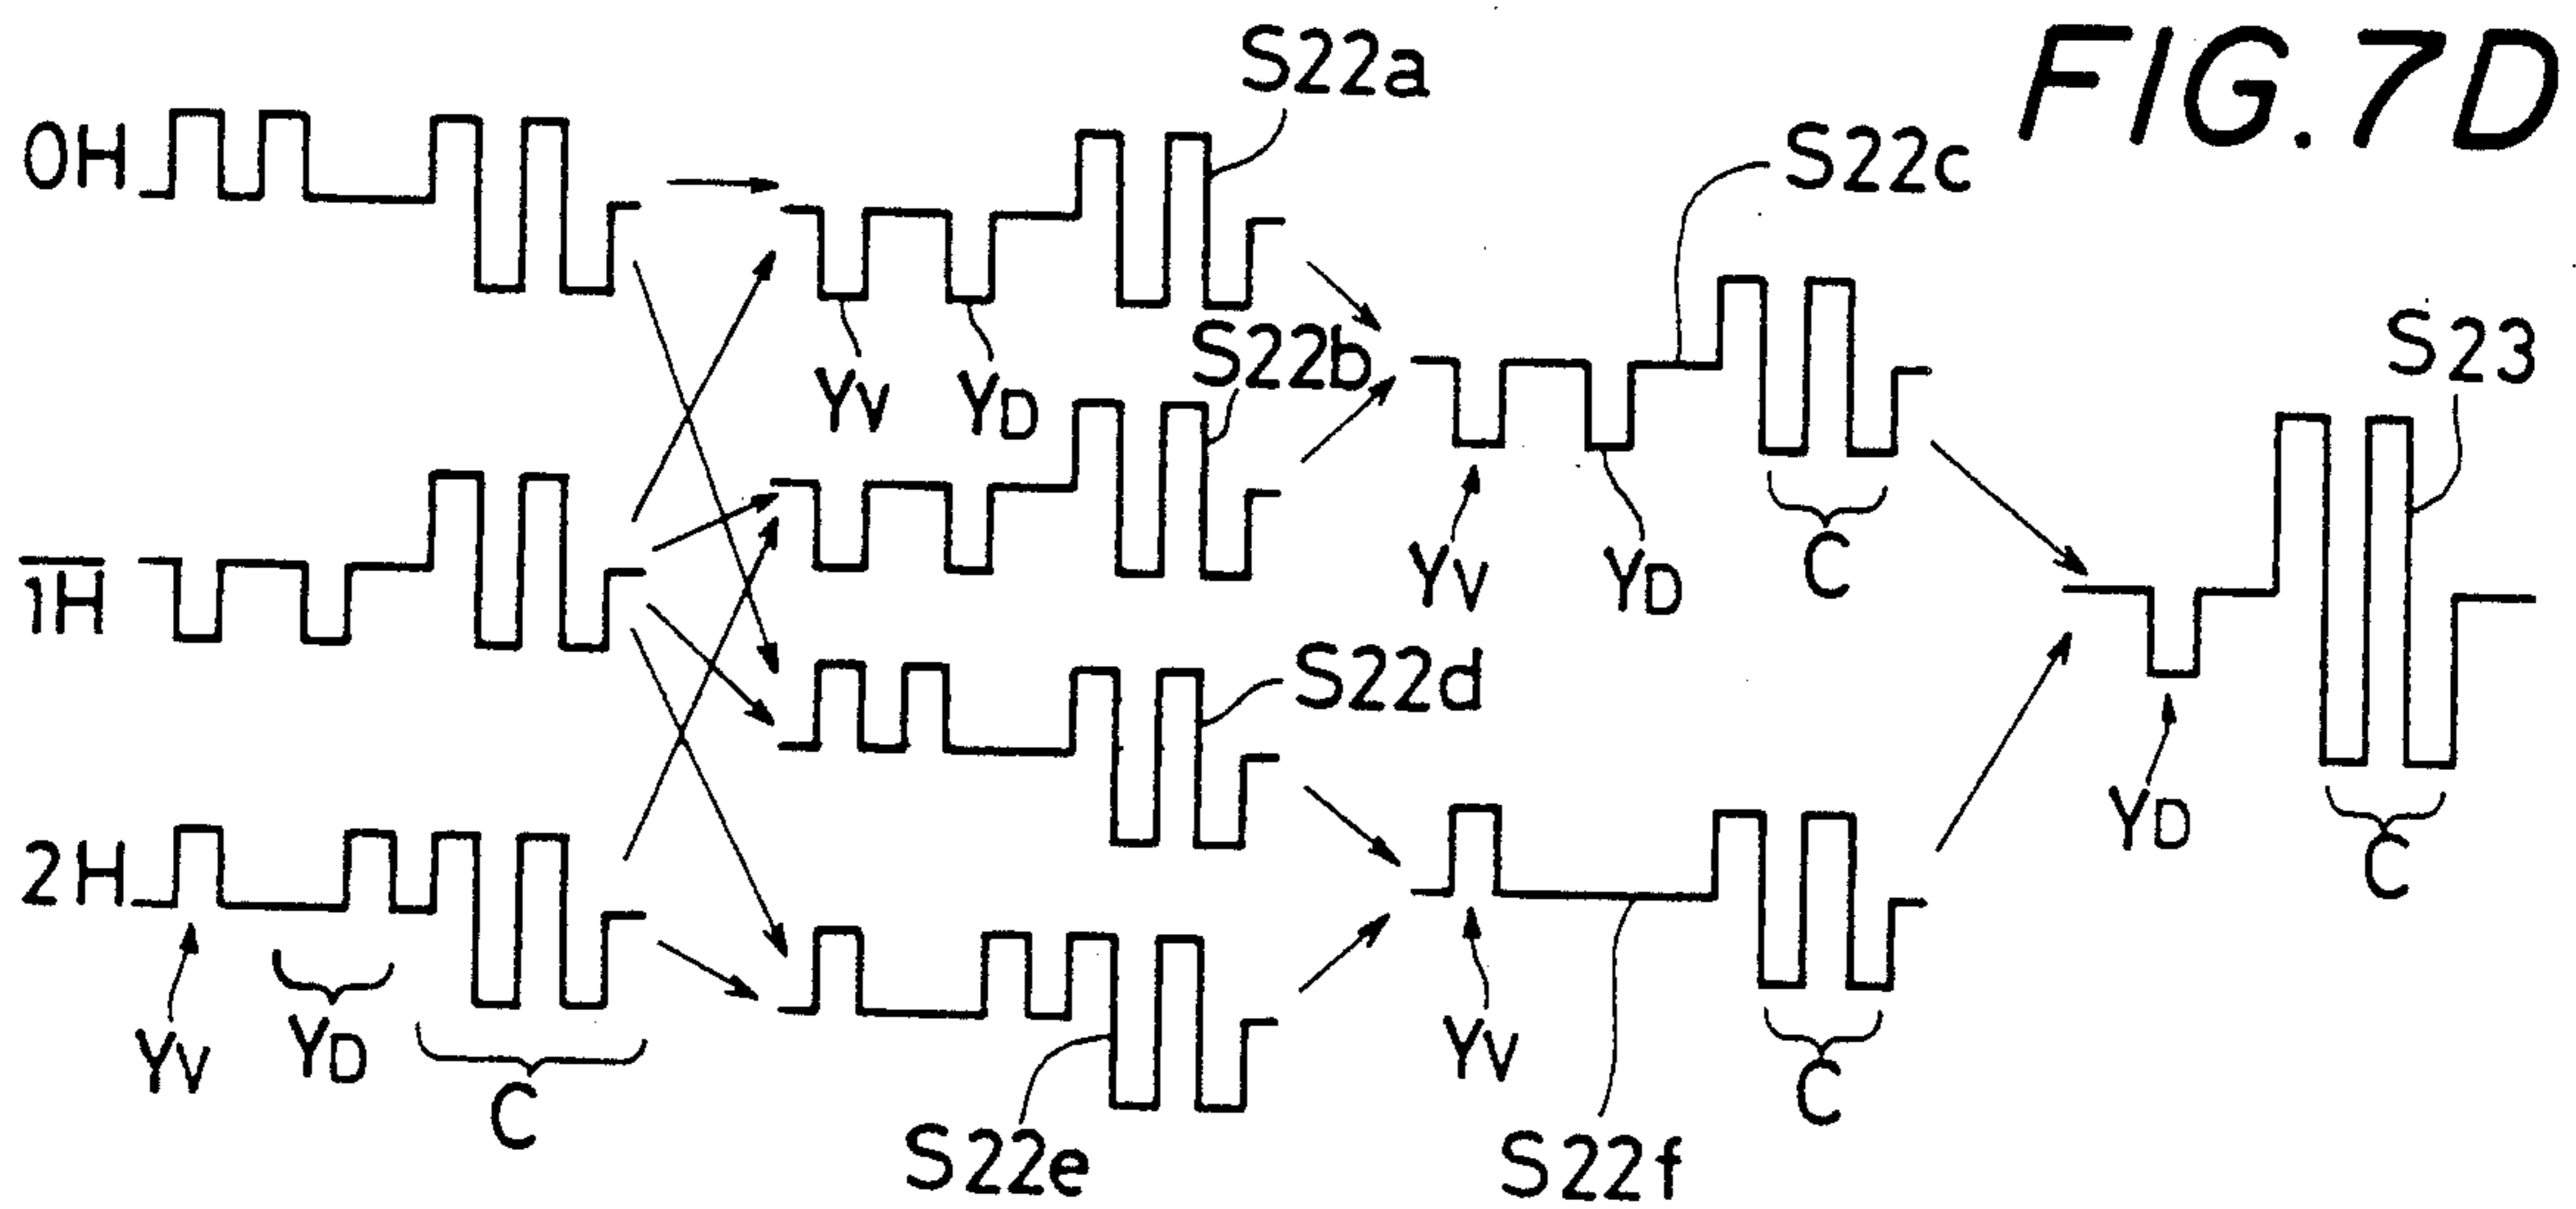 FIG. 7D
0H
S22a
S22c
YV YD
S22b
S23
1H
YV YD
C
S22d
YD
C
2H
YV YD
C
YV
C
S22e
S22f